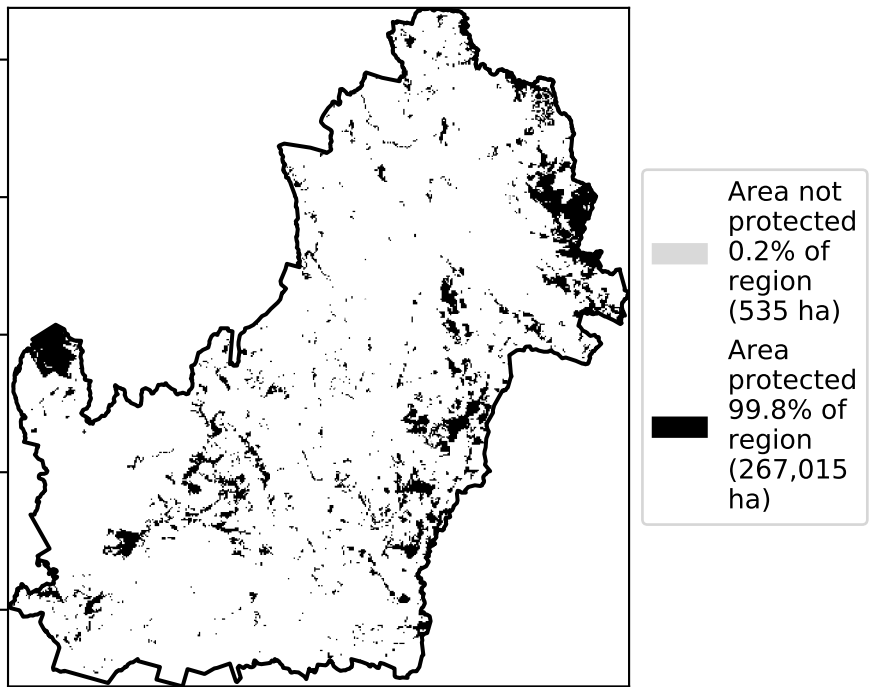 Area not
protected
0.2% of
region
(535 ha)
Area
protected
99.8% of
region
(267,015
ha)